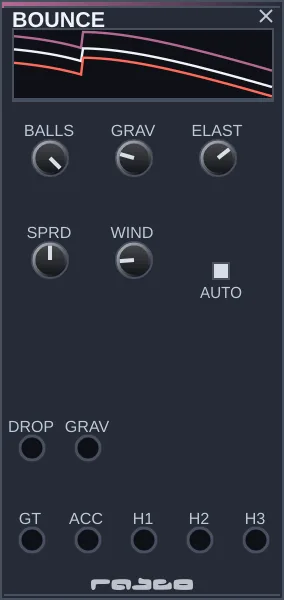 BOUNCE
BALLS GRAV ELAST
SPRD WIND
AUTO
DROP GRAV
GT ACC H1 H2 H3